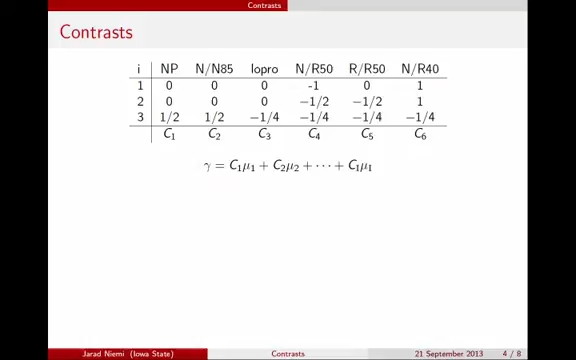 Contrasts
Contrasts
i NP N/N85 lopro N/R50 R/R50 N/R40
1 0 0 0 -1 0 1
2 0 0 0 −1/2 −1/2 1
3 1/2 1/2 −1/4 −1/4 −1/4 −1/4
C₁ C₂ C₃ C₄ C₅ C₆
γ = C₁μ₁ + C₂μ₂ + ⋯ + C₁μ₁
Jarad Niemi (Iowa State) Contrasts 21 September 2013 4 / 8